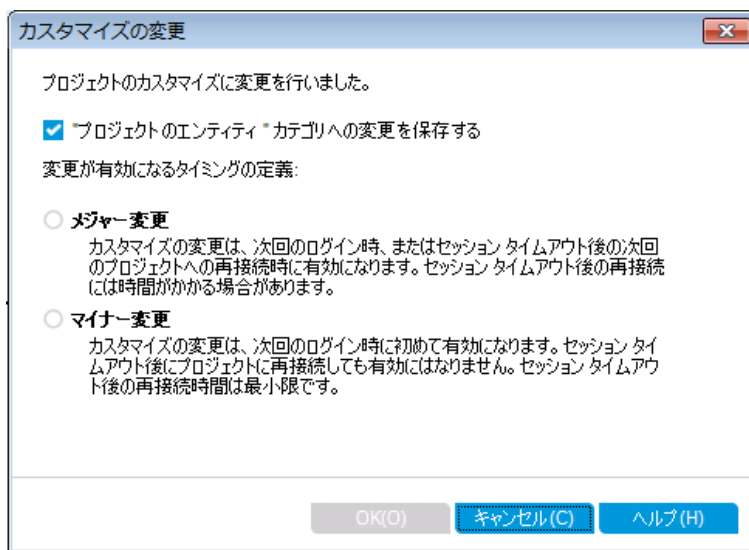 カスタマイズの変更
プロジェクトのカスタマイズに変更を行いました。
"プロジェクトのエンティティ "カテゴリへの変更を保存する
変更が有効になるタイミングの定義:
メジャー変更
カスタマイズの変更は、次回のログイン時、またはセッション タイムアウト後の次回
のプロジェクトへの再接続時に有効になります。セッション タイムアウト後の再接続
には時間がかかる場合があります。
マイナー変更
カスタマイズの変更は、次回のログイン時に初めて有効になります。セッション タイ
ムアウト後にプロジェクトに再接続しても有効にはなりません。セッション タイムアウ
ト後の再接続時間は最小限です。
OK(O) キャンセル(C) ヘルプ(H)